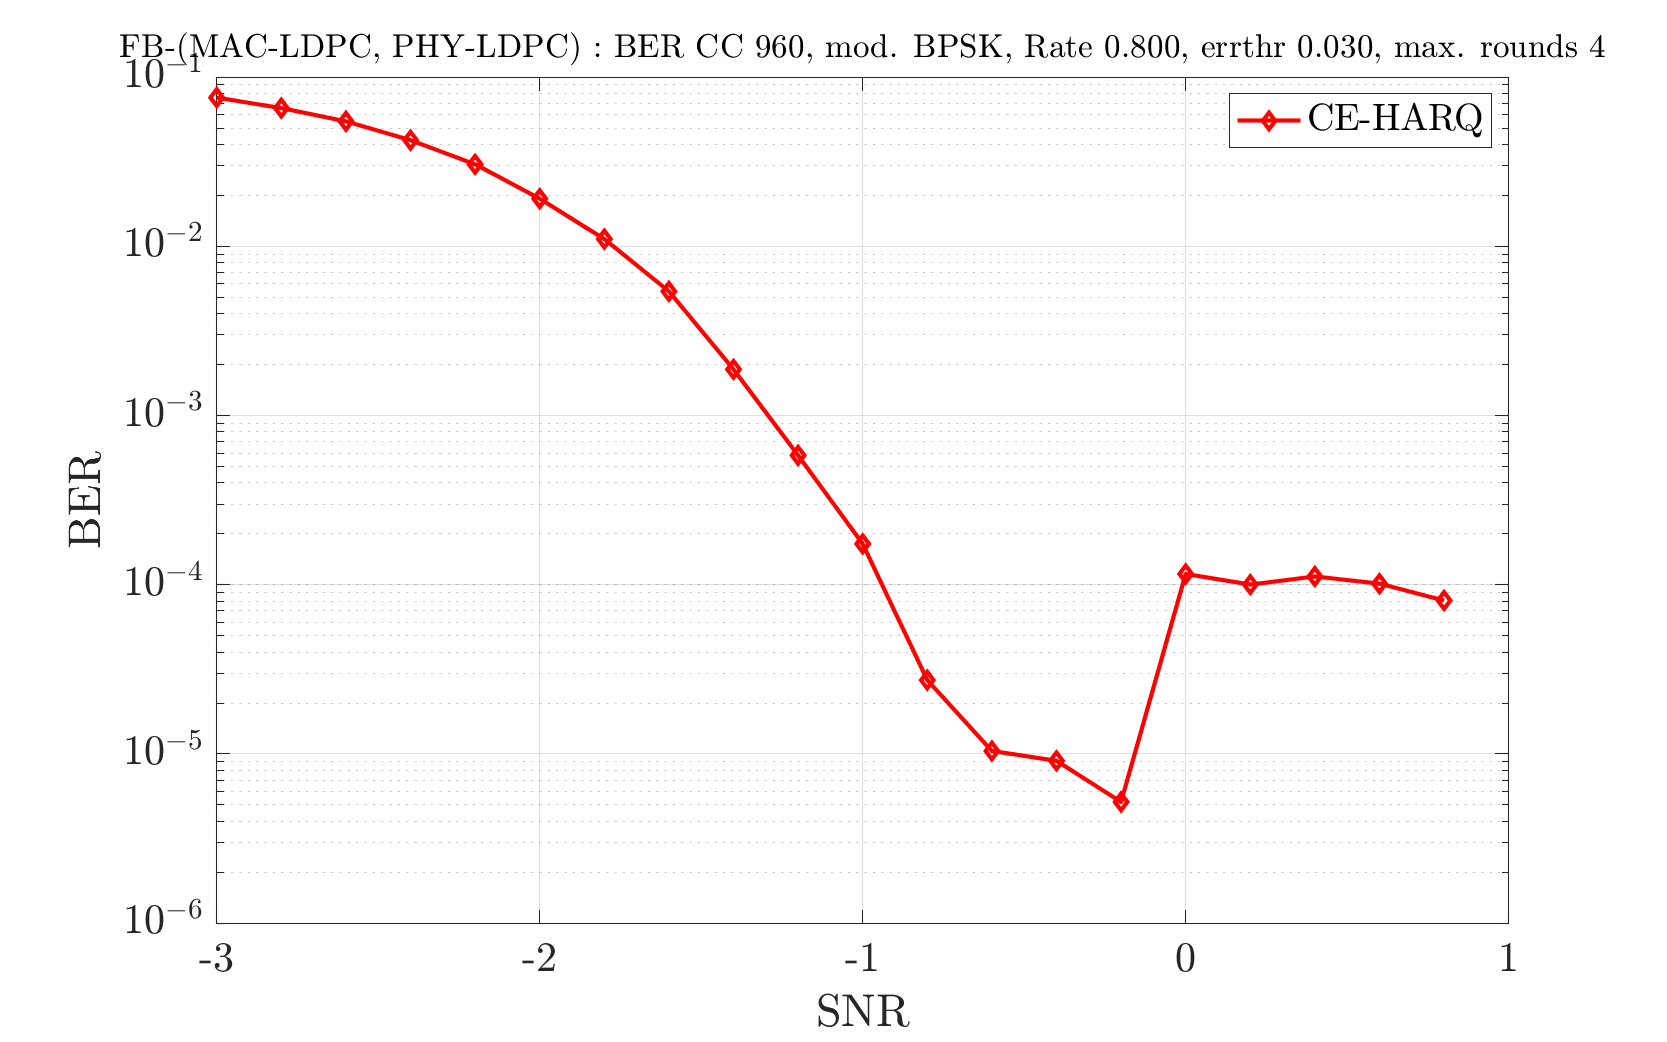 FB-(MAC-LDPC, PHY-LDPC) : BER CC 960, mod. BPSK, Rate 0.800, errthr 0.030, max. rounds 4
CE-HARQ
10^{-1}
10^{-2}
10^{-3}
10^{-4}
10^{-5}
10^{-6}
BER
-3 -2 -1 0 1
SNR